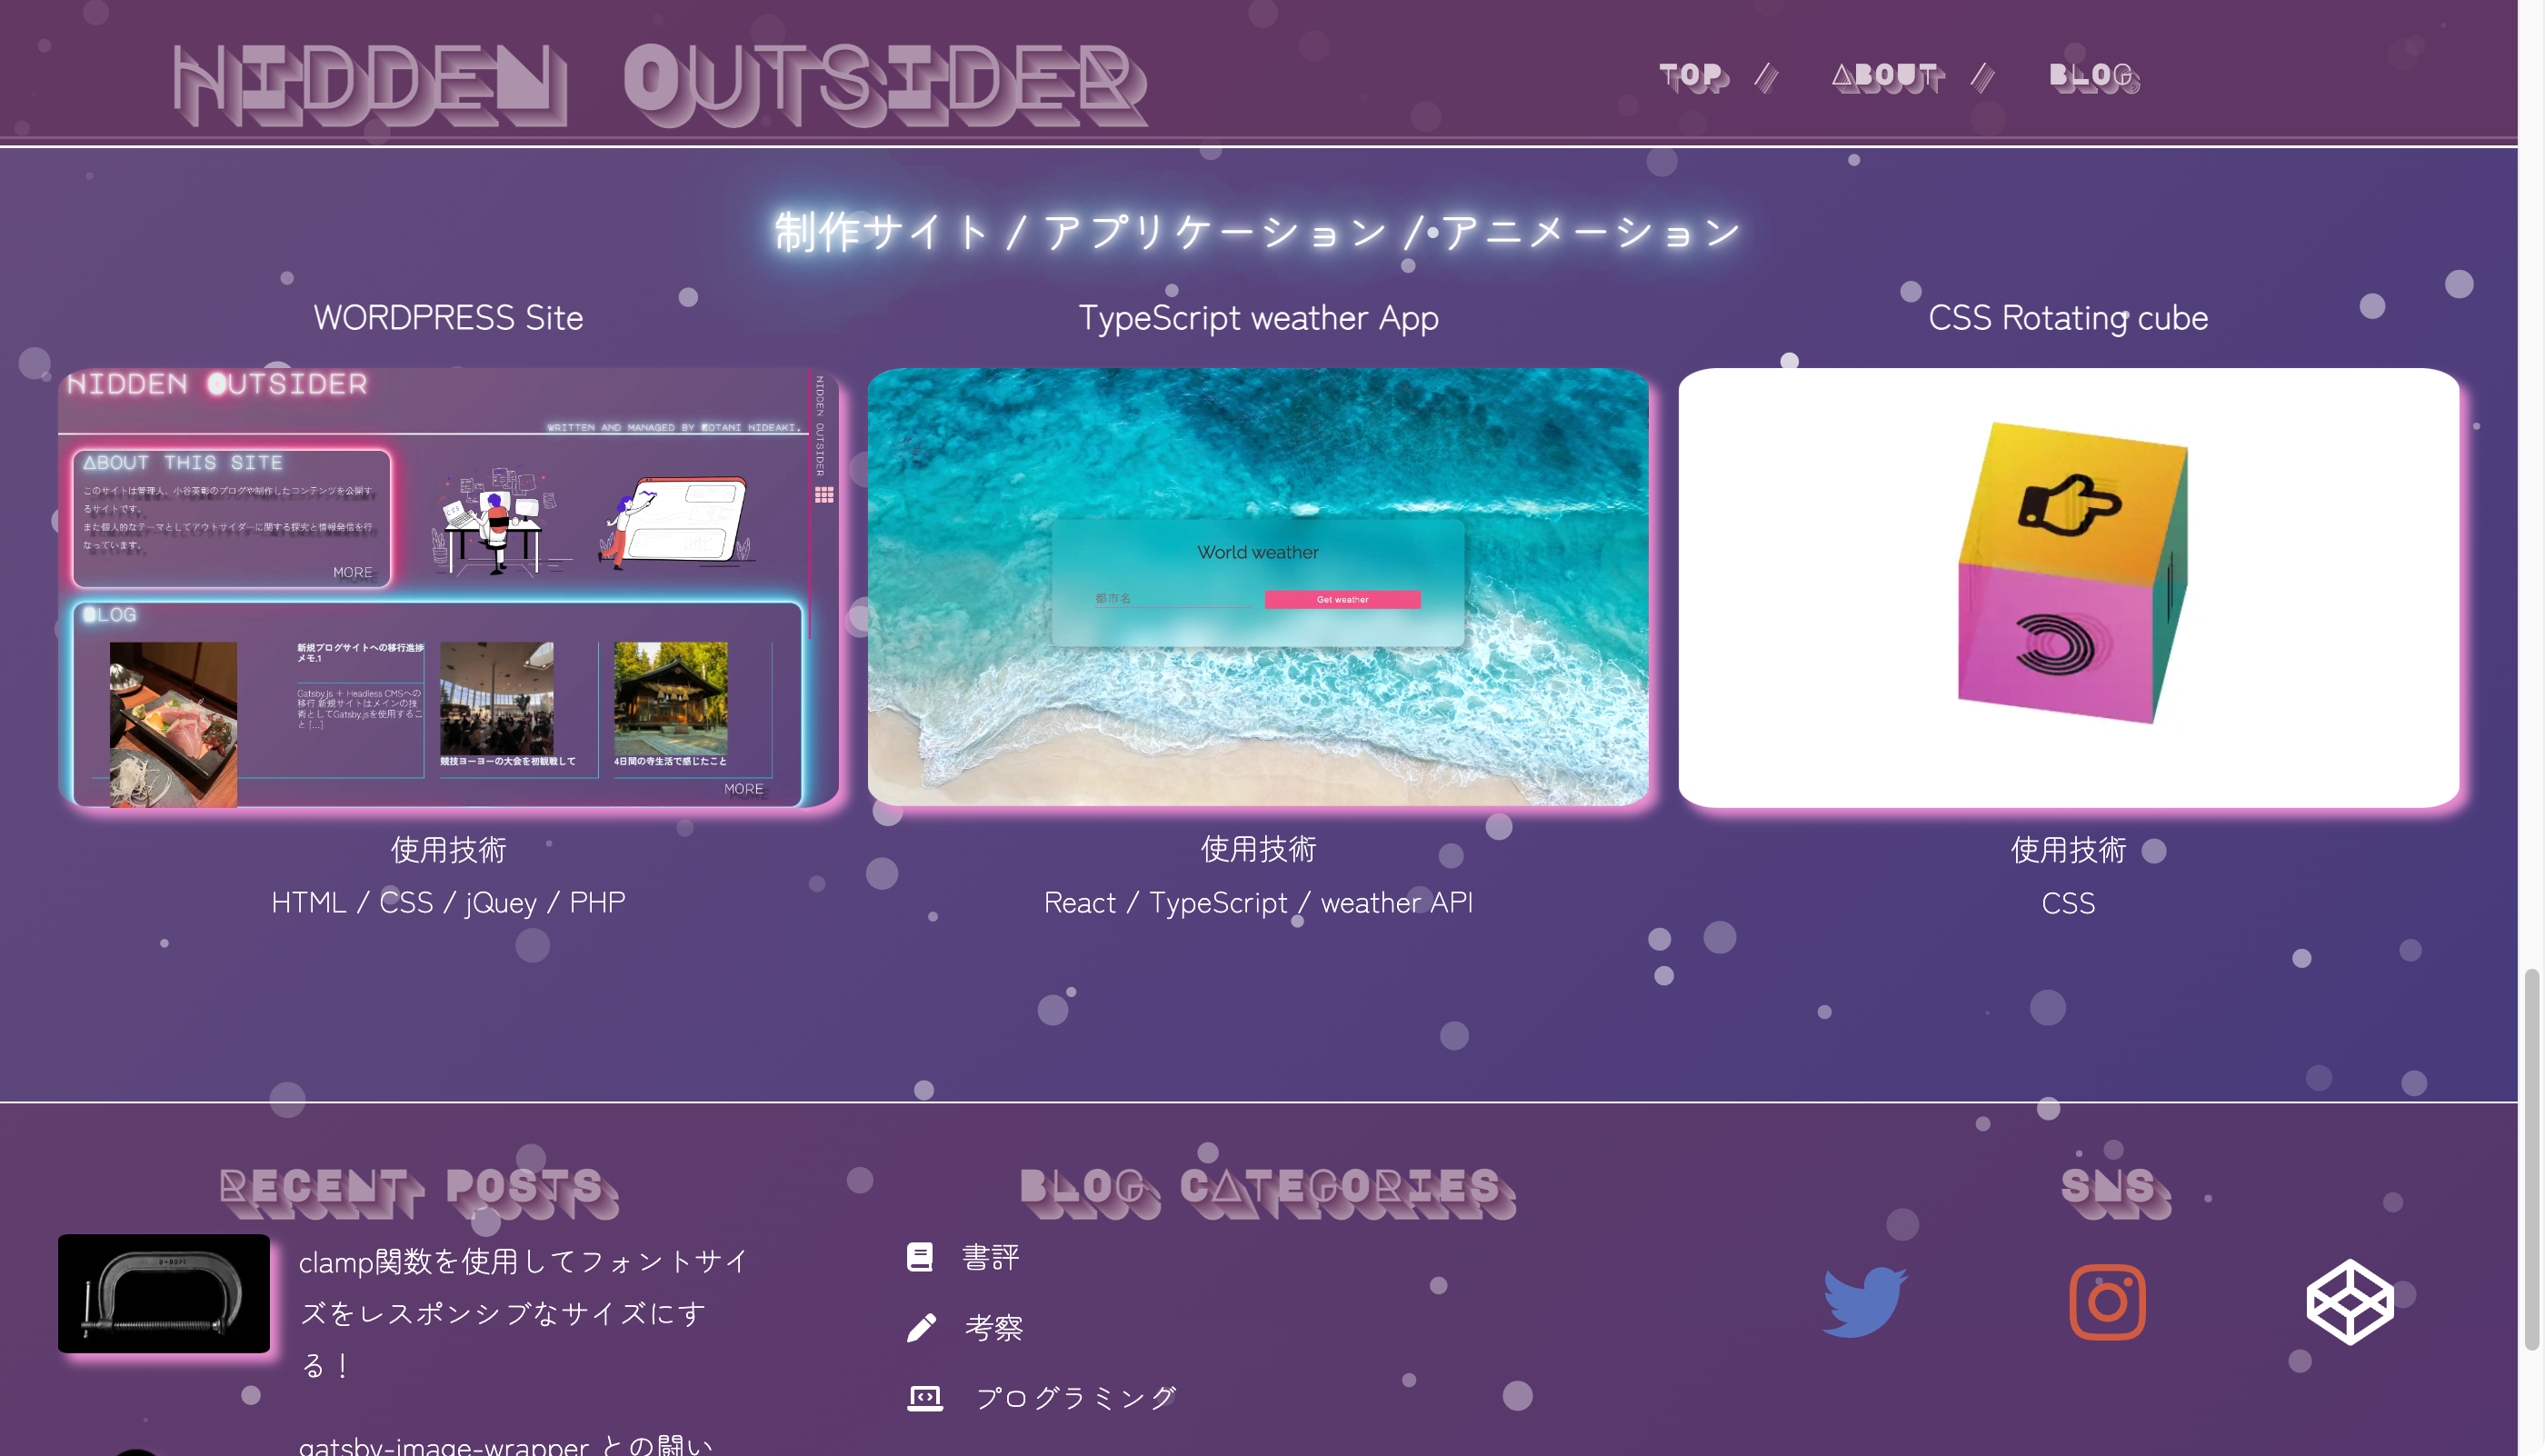 HIDDEN OUTSIDER
TOP // ABOUT // BLOG
制作サイト / アプリケーション / アニメーション
WORDPRESS Site
TypeScript weather App
CSS Rotating cube
HIDDEN OUTSIDER
HIDDEN OUTSIDER
WRITTEN AND MANAGED BY KOTANI HIDEAKI.
ABOUT THIS SITE
このサイトは管理人、小谷英彰のブログや制作したコンテンツを公開す
るサイトです。
また個人的なテーマとしてアウトサイダーに関する探究と情報発信を行
なっています。
MORE
BLOG
新規ブログサイトへの移行進捗
メモ.1
Gatsby.js + Headless CMSへの
移行 新規サイトはメインの技
術としてGatsby.jsを使用するこ
と [...]
競技ヨーヨーの大会を初観戦して
4日間の寺生活で感じたこと
MORE
CSS
World weather
都市名
Get weather
使用技術
HTML / CSS / jQuey / PHP
使用技術
React / TypeScript / weather API
使用技術
CSS
RECENT POSTS
clamp関数を使用してフォントサイ
ズをレスポンシブなサイズにす
る！
gatsby-image-wrapper との闘い
BLOG CATEGORIES
書評
考察
プログラミング
SNS